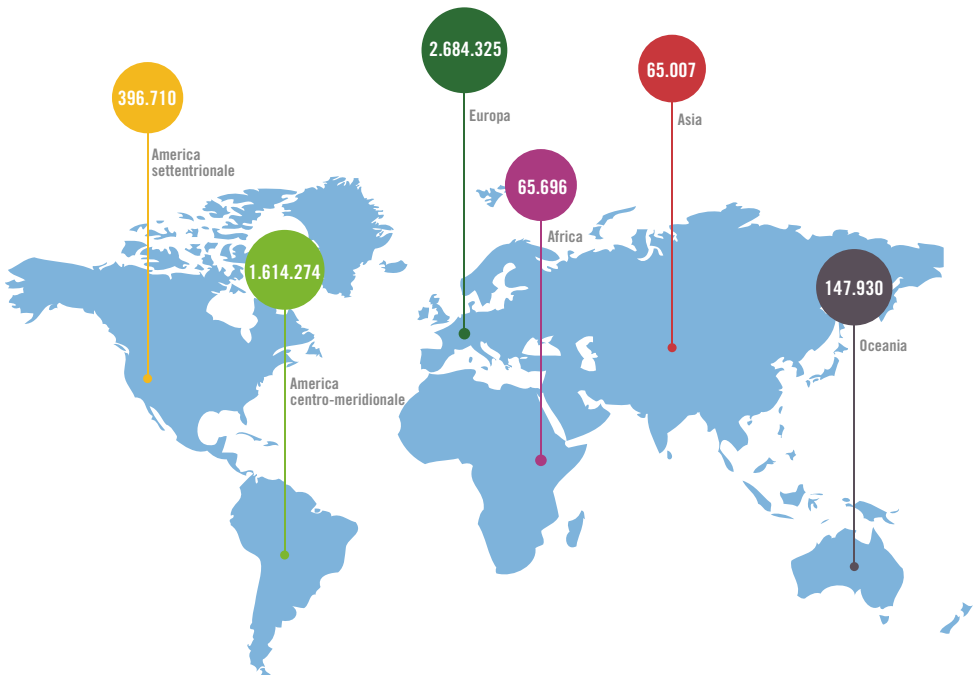 2.684.325
Europa
65.007
Asia
396.710
America
settentrionale
65.696
Africa
1.614.274
America
centro-meridionale
147.930
Oceania